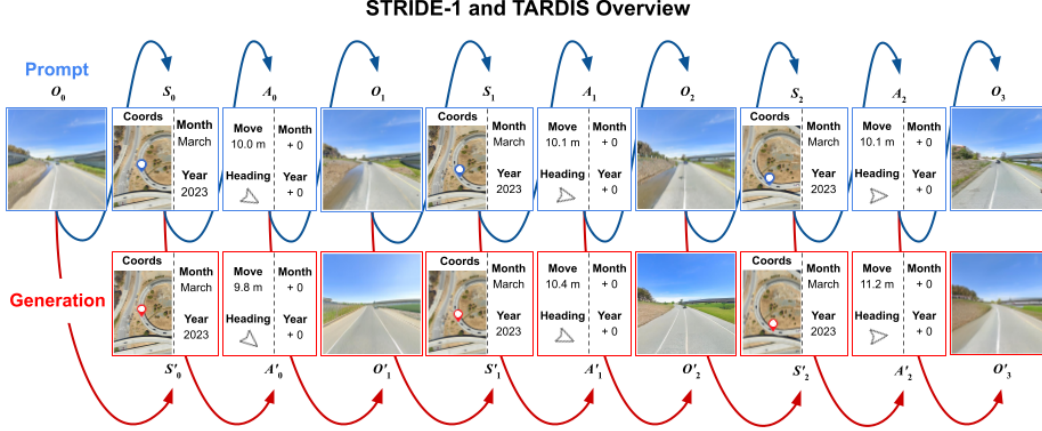 STRIDE-1 and TARDIS Overview
Prompt
O₀ S₀ A₀ O₁ S₁ A₁ O₂ S₂ A₂ O₃
Coords Month March Year 2023
Move 10.0 m Heading Month + 0 Year + 0
Coords Month March Year 2023
Move 10.1 m Heading Month + 0 Year + 0
Coords Month March Year 2023
Move 10.1 m Heading Month + 0 Year + 0
Generation
Coords Month March Year 2023
Move 9.8 m Heading Month + 0 Year + 0
Coords Month March Year 2023
Move 10.4 m Heading Month + 0 Year + 0
Coords Month March Year 2023
Move 11.2 m Heading Month + 0 Year + 0
S'₀ A'₀ O'₁ S'₁ A'₁ O'₂ S'₂ A'₂ O'₃